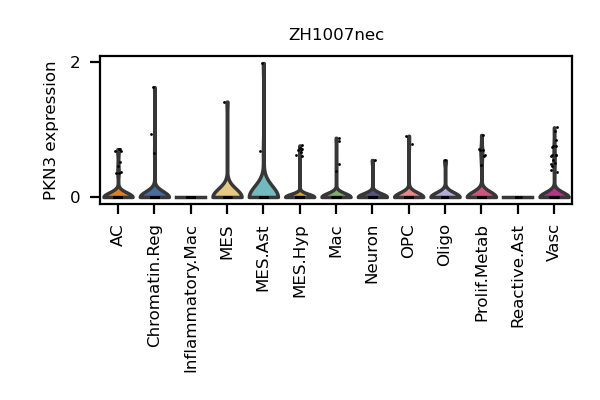 ZH1007nec
PKN3 expression
2
0
AC
Chromatin.Reg
Inflammatory.Mac
MES
MES.Ast
MES.Hyp
Mac
Neuron
OPC
Oligo
Prolif.Metab
Reactive.Ast
Vasc